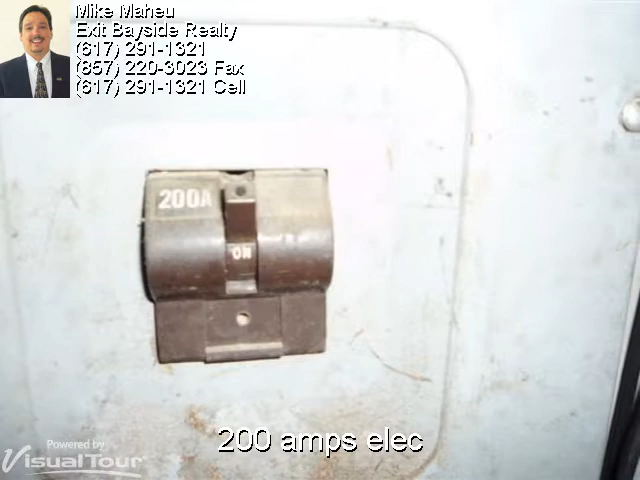 Mike Maheu
Exit Bayside Realty
(617) 291-1321
(857) 220-3023 Fax
(617) 291-1321 Cell
200A
ON
200 amps elec
Powered by
VISUALTOUR